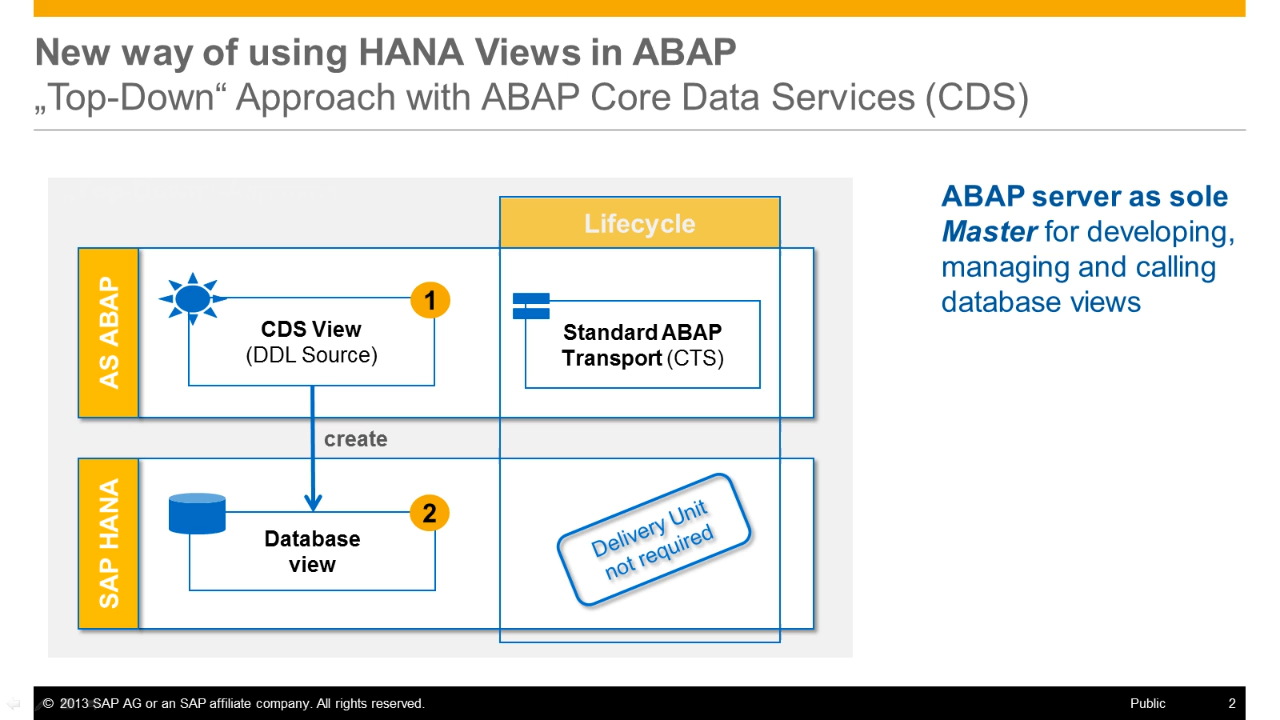 New way of using HANA Views in ABAP
„Top-Down“ Approach with ABAP Core Data Services (CDS)
Lifecycle
AS ABAP
1
CDS View
(DDL Source)
Standard ABAP
Transport (CTS)
create
SAP HANA
2
Database
view
Delivery Unit
not required
ABAP server as sole
Master for developing,
managing and calling
database views
© 2013 SAP AG or an SAP affiliate company. All rights reserved.
Public
2